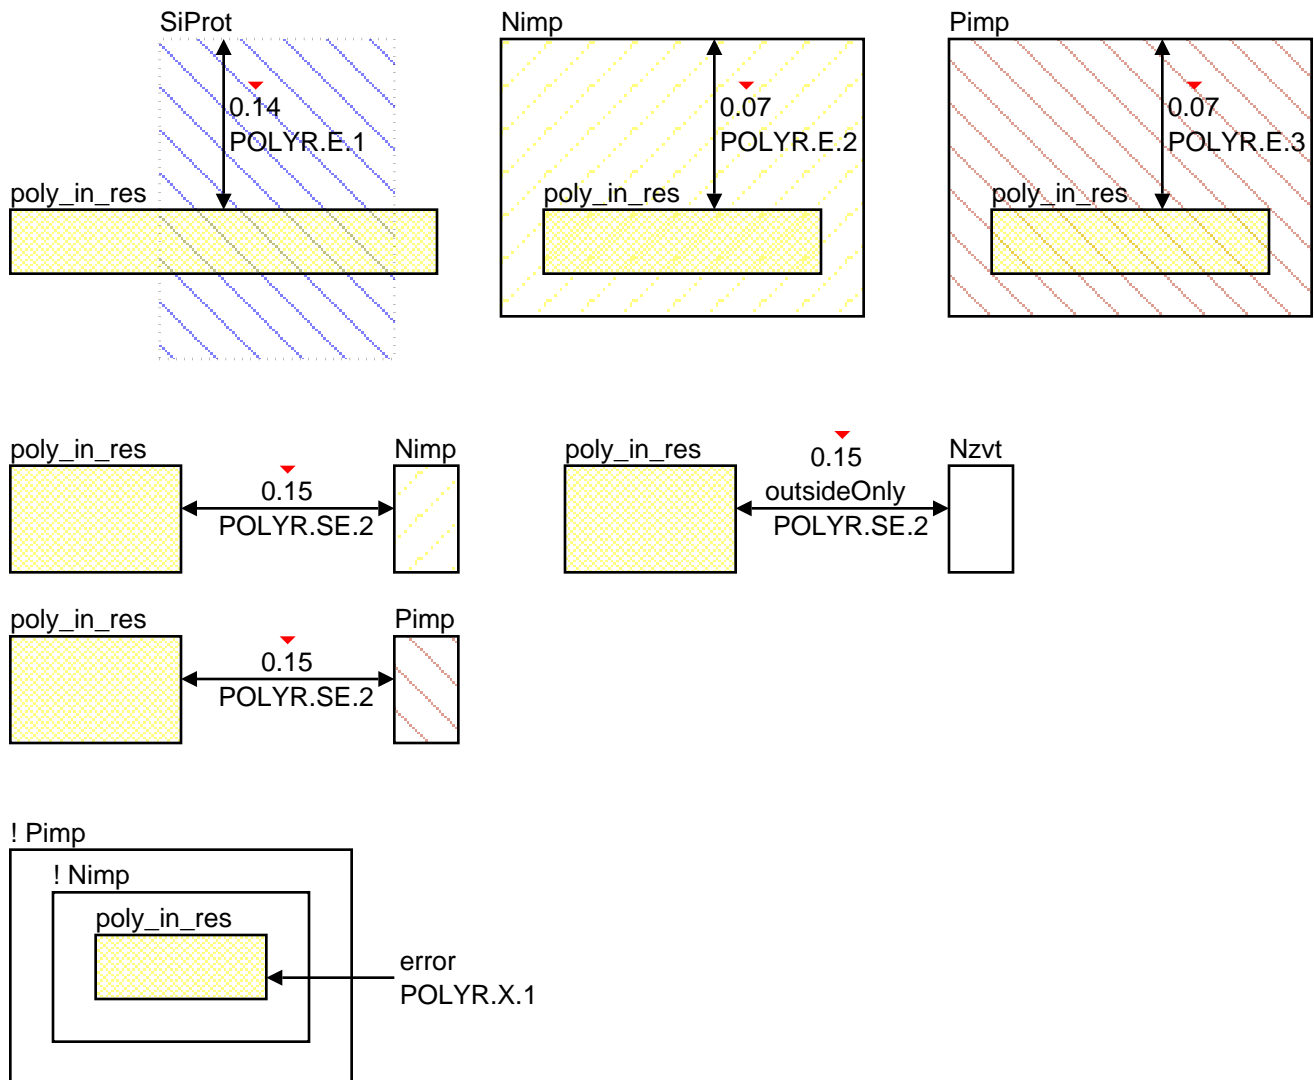 SiProt
0.14
POLYR.E.1
poly_in_res
Nimp
0.07
POLYR.E.2
poly_in_res
Pimp
0.07
POLYR.E.3
poly_in_res
poly_in_res
0.15
POLYR.SE.2
Nimp
poly_in_res
0.15
outsideOnly
POLYR.SE.2
Nzvt
poly_in_res
0.15
POLYR.SE.2
Pimp
! Pimp
! Nimp
poly_in_res
error
POLYR.X.1